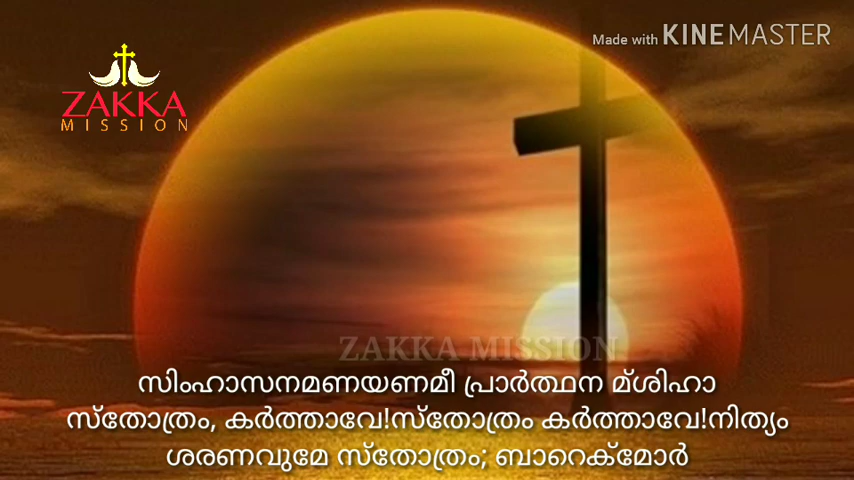 Made with KINEMASTER
ZAKKA
MISSION
ZAKKA MISSION
സിംഹാസനമണയണമീ പ്രാർത്ഥന മ്ശിഹാ
സ്തോത്രം, കർത്താവേ!സ്തോത്രം കർത്താവേ!നിത്യം
ശരണവുമേ സ്തോത്രം; ബാറെക്മോർ